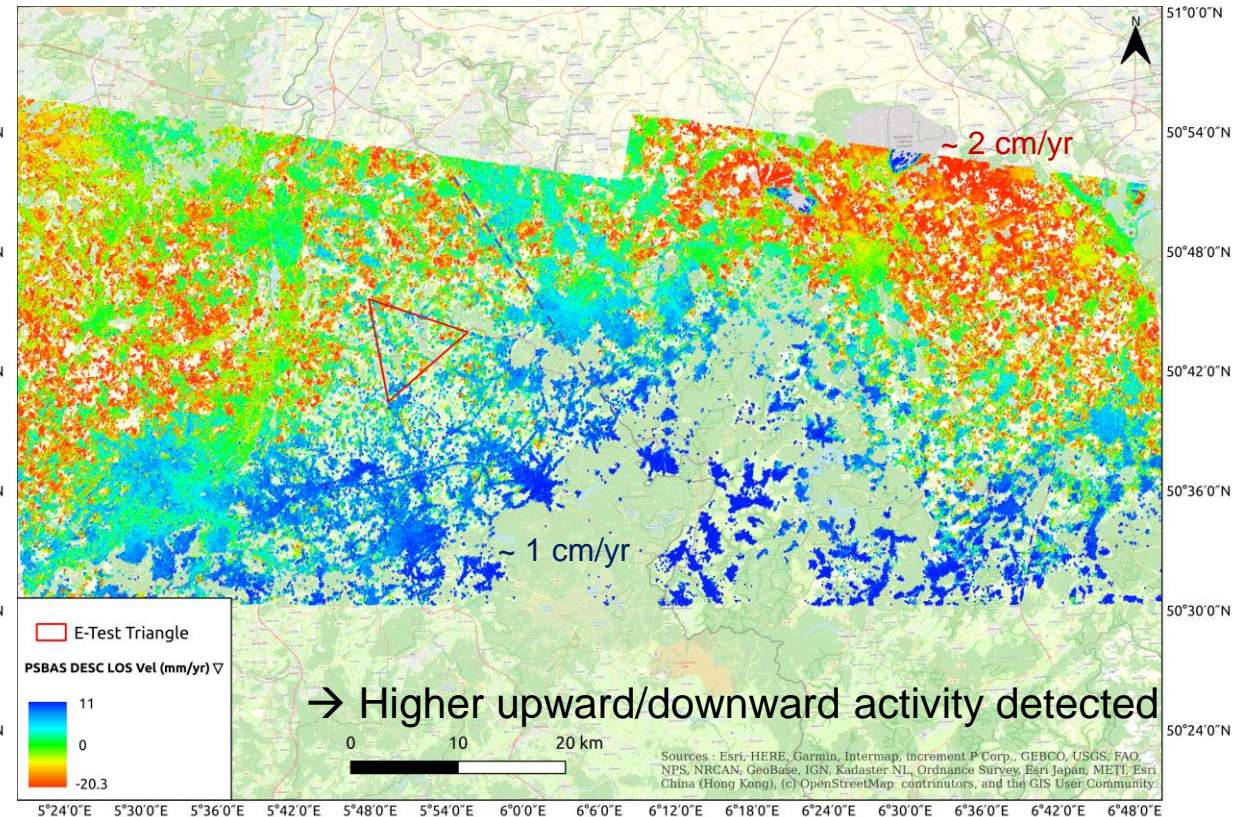 51°0'0"N
N
~ 2 cm/yr
N
50°54'0"N
N
50°48'0"N
N
50°42'0"N
N
50°36'0"N
~ 1 cm/yr
N
50°30'0"N
E-Test Triangle
PSBAS DESC LOS Vel (mm/yr) ▽
11
0
-20.3
→ Higher upward/downward activity detected
0 10 20 km
N
50°24'0"N
Sources : Esri, HERE, Garmin, Intermap, increment P Corp., GEBCO, USGS, FAO,
NPS, NRCAN, GeoBase, IGN, Kadaster NL, Ordnance Survey, Esri Japan, METI, Esri
China (Hong Kong), (c) OpenStreetMap contrinutors, and the GIS User Community
5°24'0"E 5°30'0"E 5°36'0"E 5°42'0"E 5°48'0"E 5°54'0"E 6°0'0"E 6°6'0"E 6°12'0"E 6°18'0"E 6°24'0"E 6°30'0"E 6°36'0"E 6°42'0"E 6°48'0"E